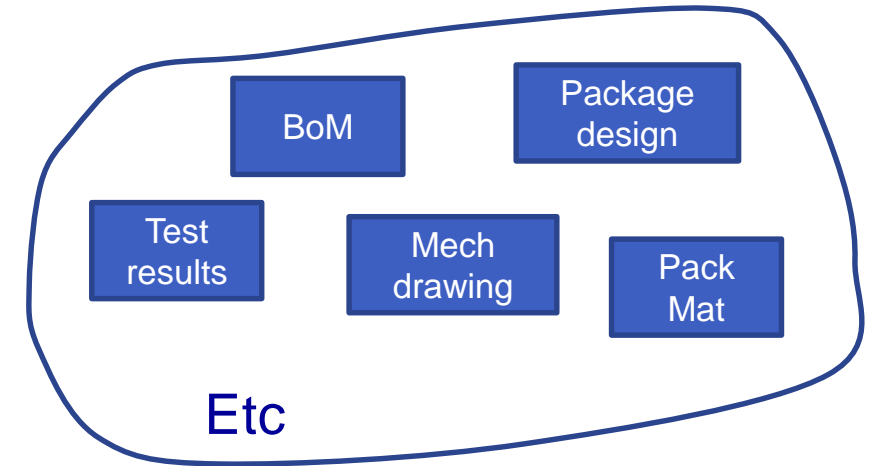 BoM
Package
design
Test
results
Mech
drawing
Pack
Mat
Etc